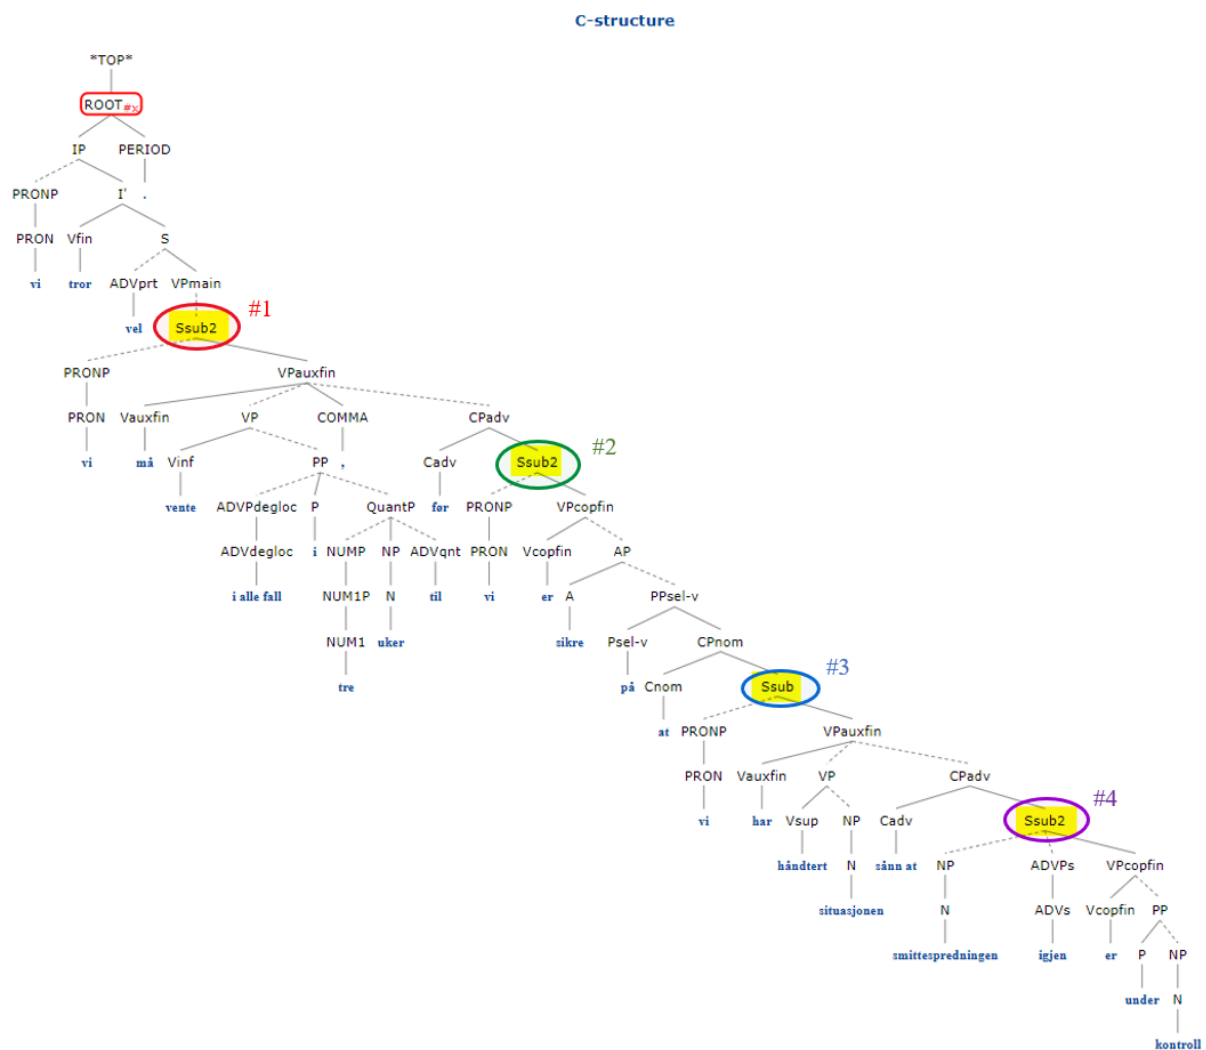 C-structure
*TOP*
ROOT#x
IP PERIOD
PRONP I' .
PRON Vfin S
vi tror ADVprt VPmain
#1
vel Ssub2
PRONP VPauxfin
PRON Vauxfin VP COMMA CPadv
#2
vi må Vinf PP , Cadv Ssub2
vente ADVPdegloc P QuantP før PRONP VPcopfin
ADVdegloc i NUMP NP ADVqnt PRON Vcopfin AP
i alle fall NUM1P N til vi er A PPsel-v
NUM1 uker sikre Psel-v CPnom
#3
tre på Cnom Ssub
at PRONP VPauxfin
PRON Vauxfin VP CPadv
#4
vi har Vsup NP Cadv Ssub2
håndtert N sånn at NP ADVPs VPcopfin
situasjonen N ADVs Vcopfin PP
smittespredningen igjen er P NP
under N
kontroll